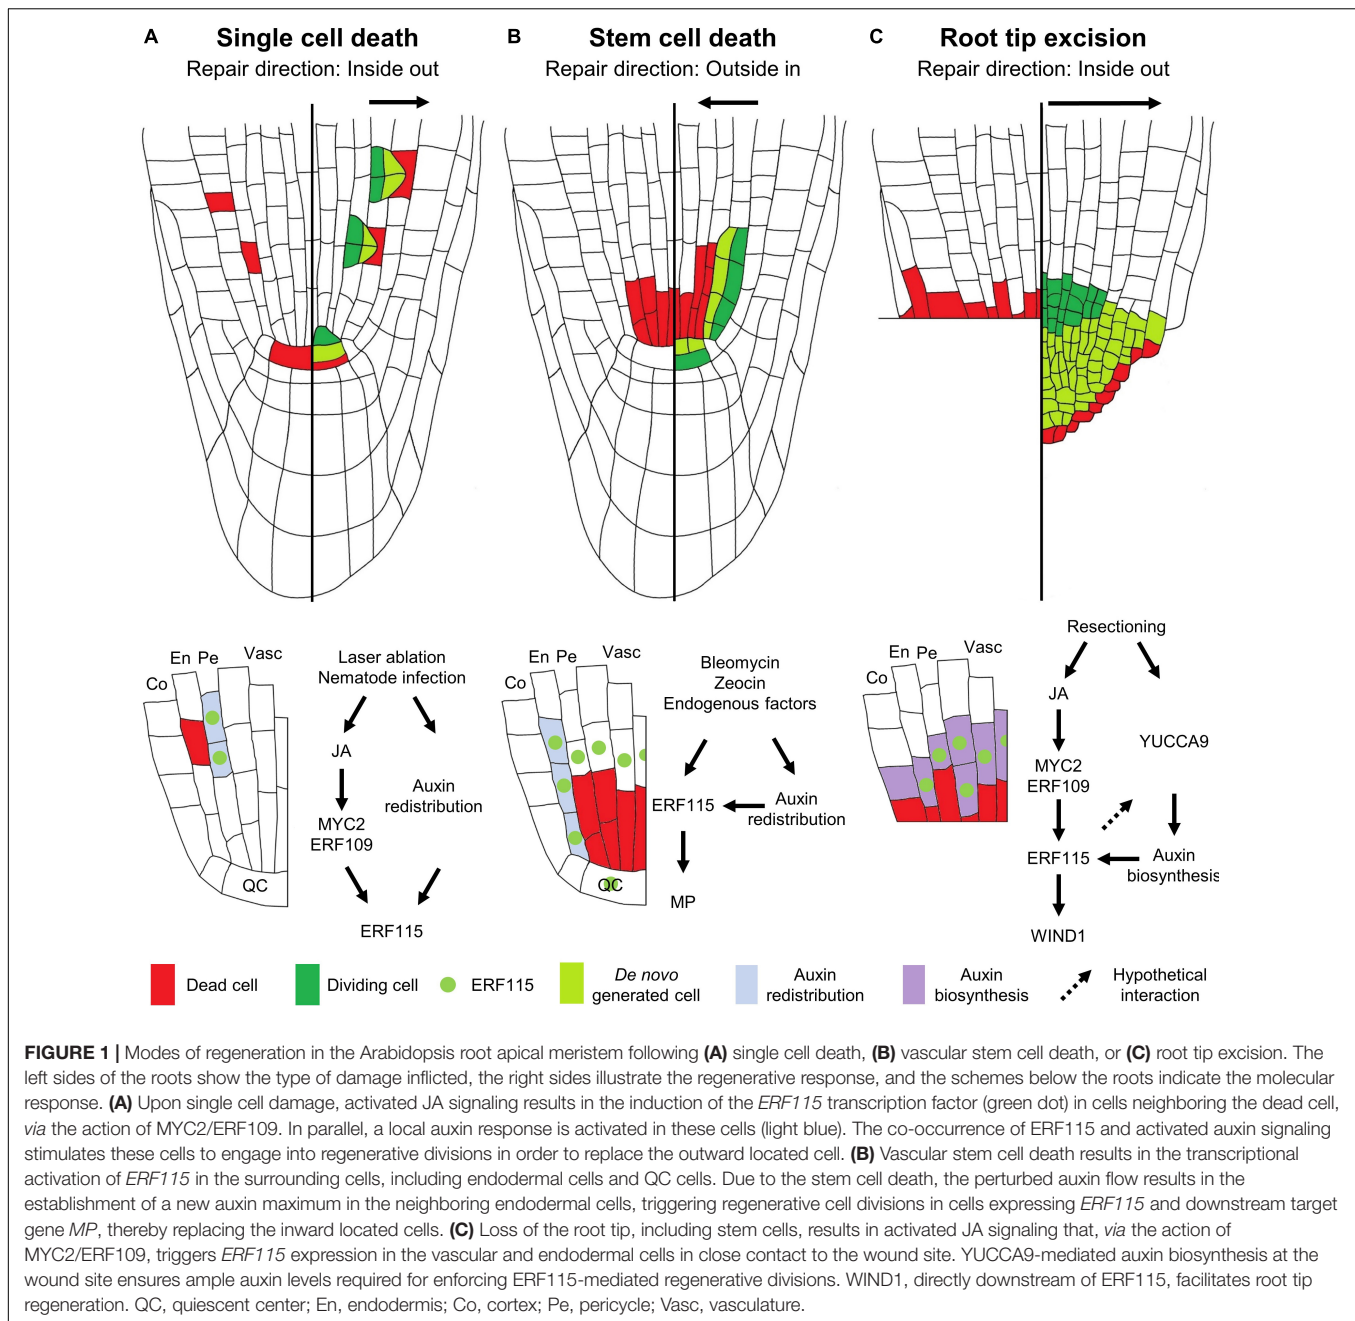 A Single cell death
Repair direction: Inside out
B Stem cell death
Repair direction: Outside in
C Root tip excision
Repair direction: Inside out
En Pe Vasc
Co
QC
Laser ablation
Nematode infection
JA
Auxin
redistribution
MYC2
ERF109
ERF115
En Pe Vasc
Co
QC
Bleomycin
Zeocin
Endogenous factors
ERF115
Auxin
redistribution
MP
En Pe Vasc
Co
Resectioning
JA
YUCCA9
MYC2
ERF109
ERF115
Auxin
biosynthesis
WIND1
Dead cell
Dividing cell
ERF115
De novo
generated cell
Auxin
redistribution
Auxin
biosynthesis
Hypothetical
interaction
FIGURE 1 | Modes of regeneration in the Arabidopsis root apical meristem following (A) single cell death, (B) vascular stem cell death, or (C) root tip excision. The
left sides of the roots show the type of damage inflicted, the right sides illustrate the regenerative response, and the schemes below the roots indicate the molecular
response. (A) Upon single cell damage, activated JA signaling results in the induction of the ERF115 transcription factor (green dot) in cells neighboring the dead cell,
via the action of MYC2/ERF109. In parallel, a local auxin response is activated in these cells (light blue). The co-occurrence of ERF115 and activated auxin signaling
stimulates these cells to engage into regenerative divisions in order to replace the outward located cell. (B) Vascular stem cell death results in the transcriptional
activation of ERF115 in the surrounding cells, including endodermal cells and QC cells. Due to the stem cell death, the perturbed auxin flow results in the
establishment of a new auxin maximum in the neighboring endodermal cells, triggering regenerative cell divisions in cells expressing ERF115 and downstream target
gene MP, thereby replacing the inward located cells. (C) Loss of the root tip, including stem cells, results in activated JA signaling that, via the action of
MYC2/ERF109, triggers ERF115 expression in the vascular and endodermal cells in close contact to the wound site. YUCCA9-mediated auxin biosynthesis at the
wound site ensures ample auxin levels required for enforcing ERF115-mediated regenerative divisions. WIND1, directly downstream of ERF115, facilitates root tip
regeneration. QC, quiescent center; En, endodermis; Co, cortex; Pe, pericycle; Vasc, vasculature.